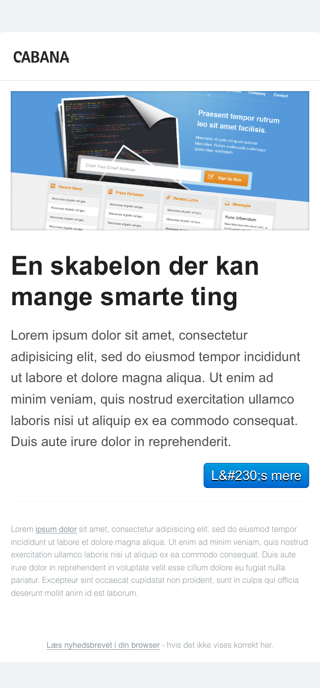 CABANA
Company Contact
Praesent tempor rutrum
leo sit amet facilisis.
Enter Your Email Address
Sign Up Now
Recent News
Press Releases
Related Links
Messages
Nunc bibendum
En skabelon der kan
mange smarte ting
Lorem ipsum dolor sit amet, consectetur
adipisicing elit, sed do eiusmod tempor incididunt
ut labore et dolore magna aliqua. Ut enim ad
minim veniam, quis nostrud exercitation ullamco
laboris nisi ut aliquip ex ea commodo consequat.
Duis aute irure dolor in reprehenderit.
L&#230;s mere
Lorem ipsum dolor sit amet, consectetur adipisicing elit, sed do eiusmod tempor
incididunt ut labore et dolore magna aliqua. Ut enim ad minim veniam, quis nostrud
exercitation ullamco laboris nisi ut aliquip ex ea commodo consequat. Duis aute
irure dolor in reprehenderit in voluptate velit esse cillum dolore eu fugiat nulla
pariatur. Excepteur sint occaecat cupidatat non proident, sunt in culpa qui officia
deserunt mollit anim id est laborum.
Læs nyhedsbrevet i din browser - hvis det ikke vises korrekt her.